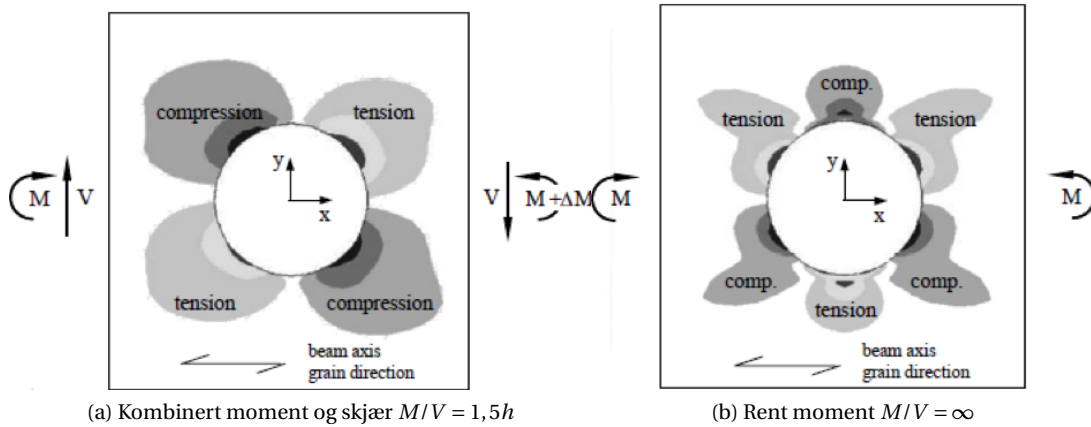 compression
tension
y
x
M
V
tension
compression
beam axis
grain direction
V
M+ΔM
comp.
tension
tension
y
x
M
M
comp.
comp.
tension
beam axis
grain direction
(a) Kombinert moment og skjær M/V = 1,5h
(b) Rent moment M/V = ∞